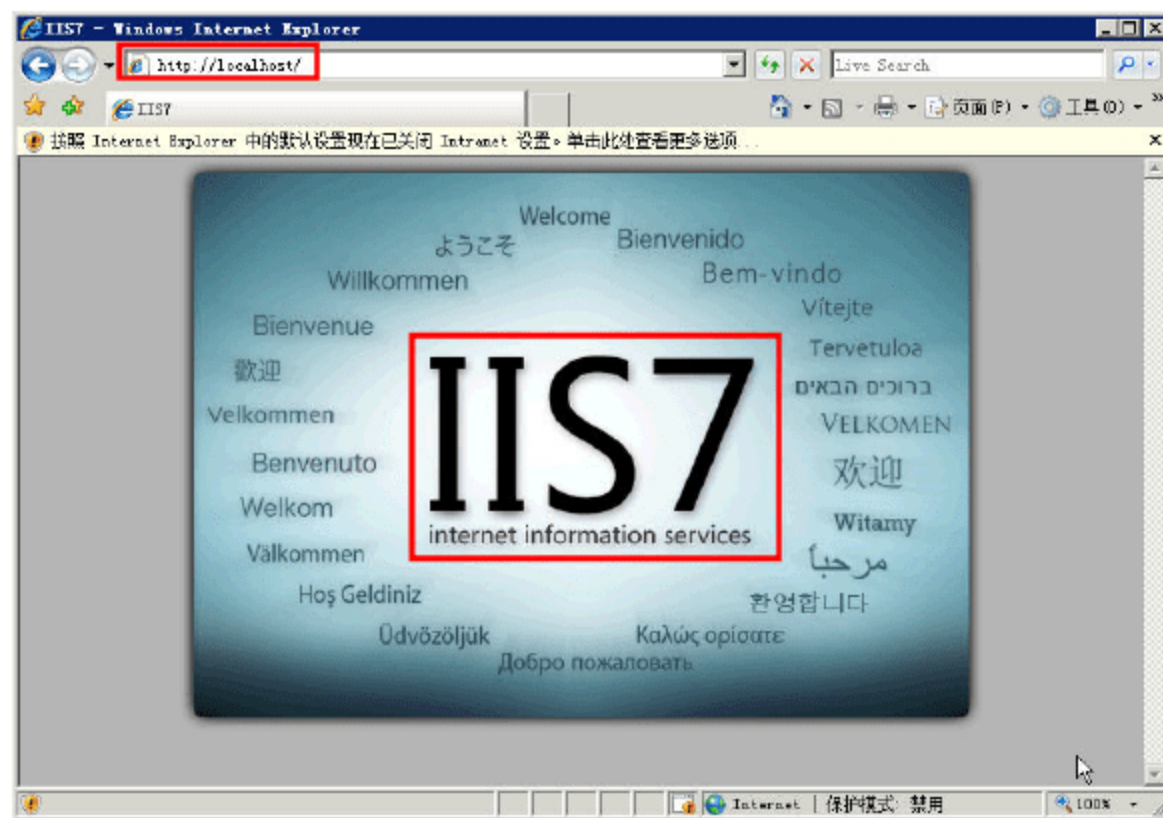 IIS7 - Windows Internet Explorer
http://localhost/
Live Search
IIS7
页面(P)
工具(O)
按照 Internet Explorer 中的默认设置现在已关闭 Intranet 设置。单击此处查看更多选项...
Welcome
ようこそ
Bienvenido
Willkommen
Bem-vindo
Vítejte
Bienvenue
Tervetuloa
歡迎
ברוכים הבאים
Velkommen
VELKOMEN
Benvenuto
欢迎
Welkom
Witamy
IIS7
internet information services
Välkommen
مرحباً
Hoş Geldiniz
환영합니다
Üdvözöljük
Καλώς ορίσατε
Добро пожаловать
Internet | 保护模式: 禁用
100%